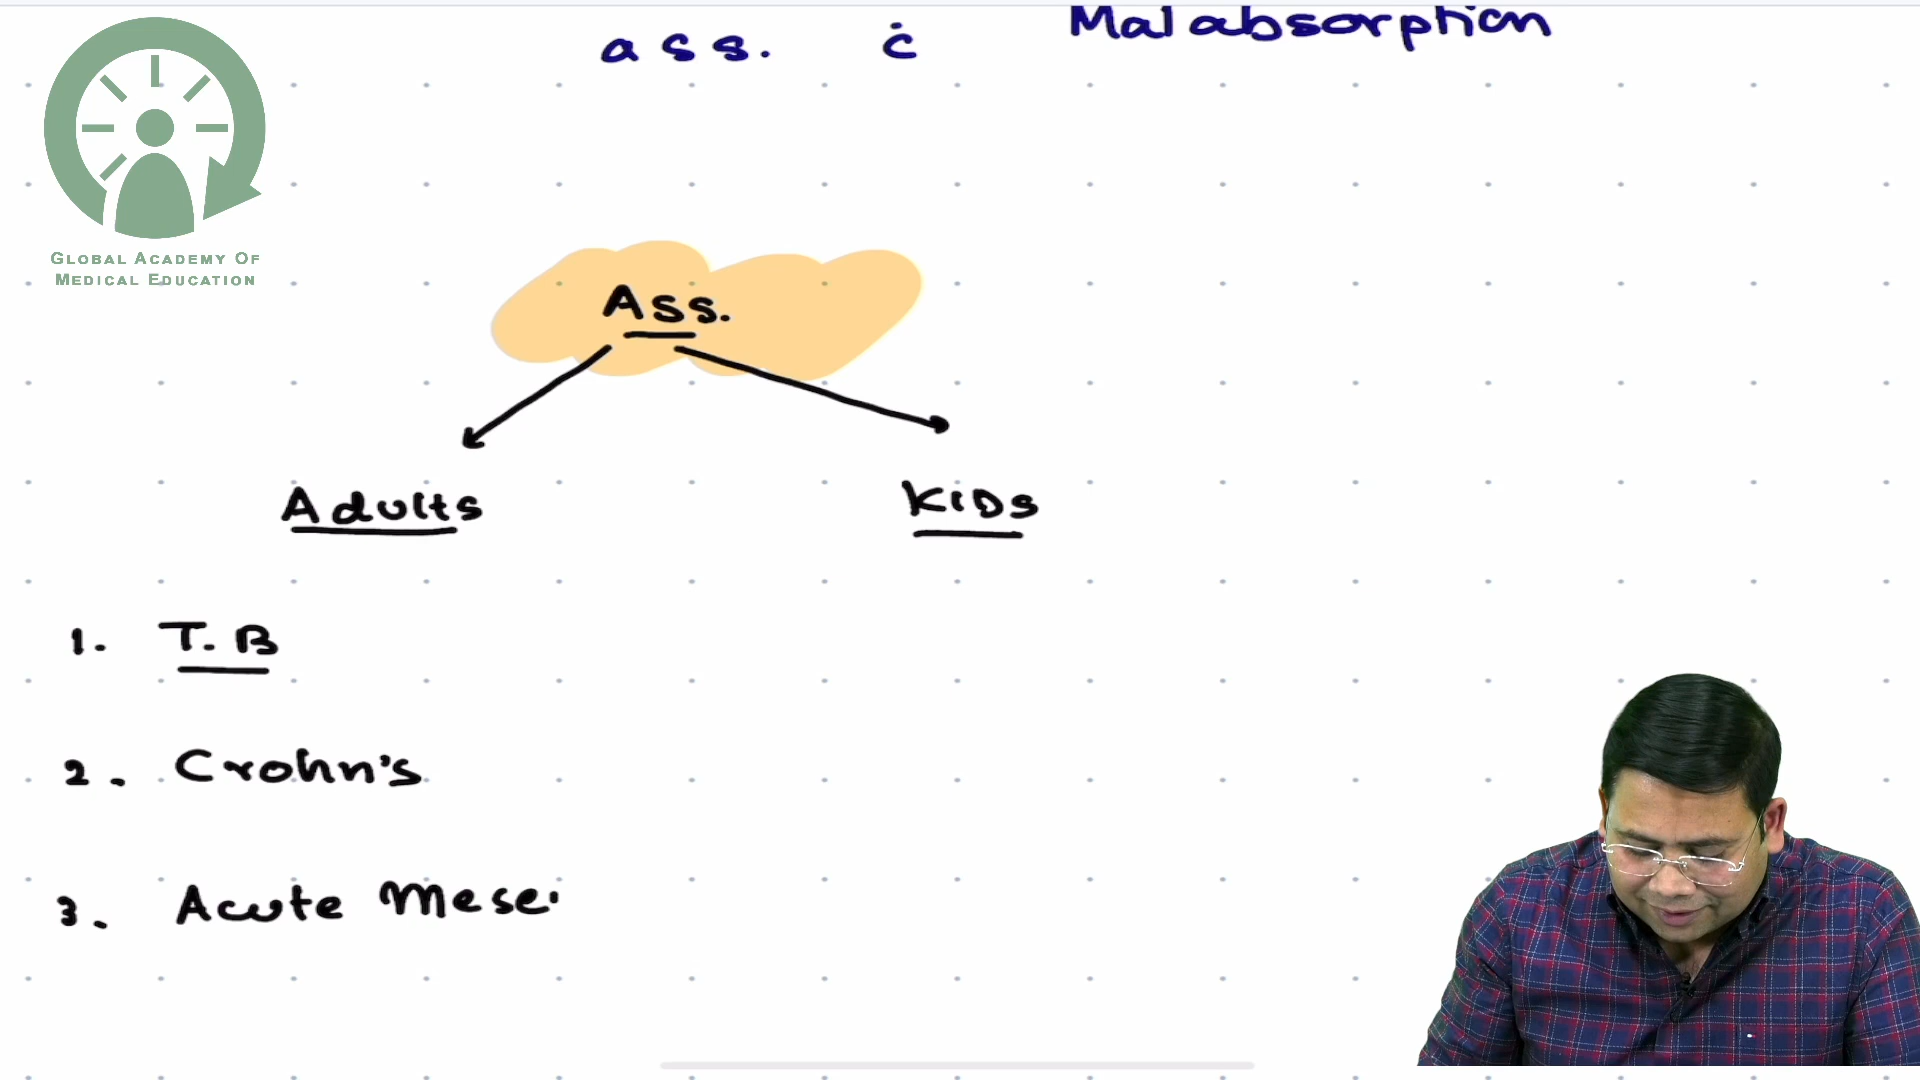 ass. c Malabsorption
GLOBAL ACADEMY OF
MEDICAL EDUCATION
Ass.
Adults KIDs
1. T.B
2. Crohn's
3. Acute Mese